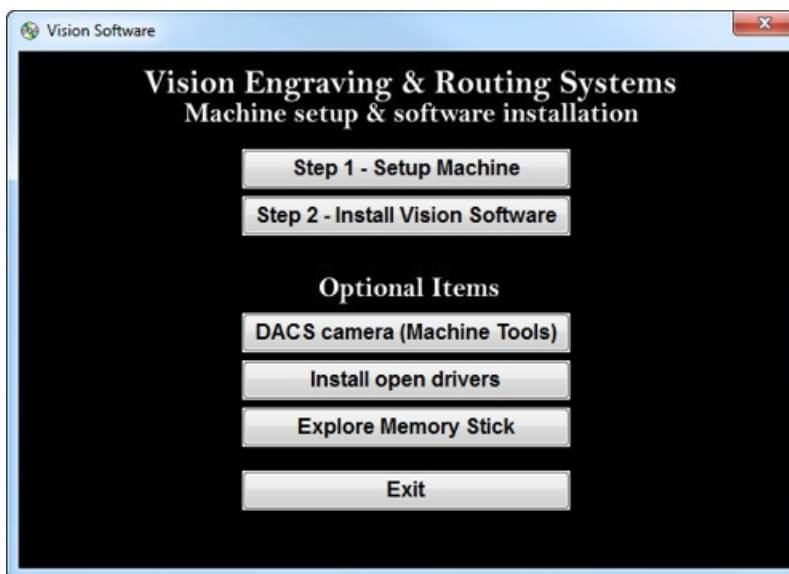 Vision Software
Vision Engraving & Routing Systems
Machine setup & software installation
Step 1 - Setup Machine
Step 2 - Install Vision Software
Optional Items
DACS camera (Machine Tools)
Install open drivers
Explore Memory Stick
Exit